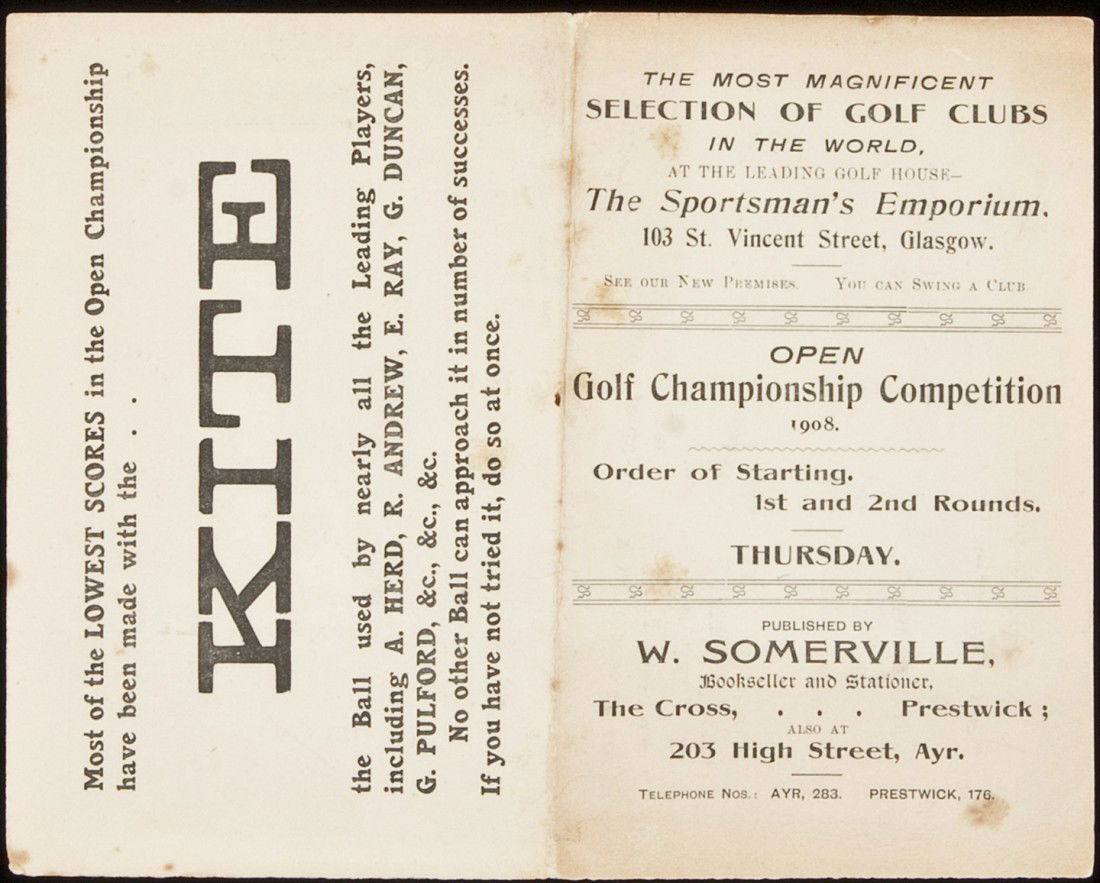 Most of the LOWEST SCORES in the Open Championship
have been made with the . .
KITE
the Ball used by nearly all the Leading Players,
including A. HERD, R. ANDREW, E. RAY, G. DUNCAN,
G. PULFORD, &c., &c., &c.
No other Ball can approach it in number of successes.
If you have not tried it, do so at once.
THE MOST MAGNIFICENT
SELECTION OF GOLF CLUBS
IN THE WORLD,
AT THE LEADING GOLF HOUSE—
The Sportsman's Emporium.
103 St. Vincent Street, Glasgow.
SEE OUR NEW PREMISES. YOU CAN SWING A CLUB
OPEN
Golf Championship Competition
1908.
Order of Starting.
1st and 2nd Rounds.
THURSDAY.
PUBLISHED BY
W. SOMERVILLE,
Bookseller and Stationer,
The Cross, . . . Prestwick;
ALSO AT
203 High Street, Ayr.
TELEPHONE NOS.: AYR, 283. PRESTWICK, 176.